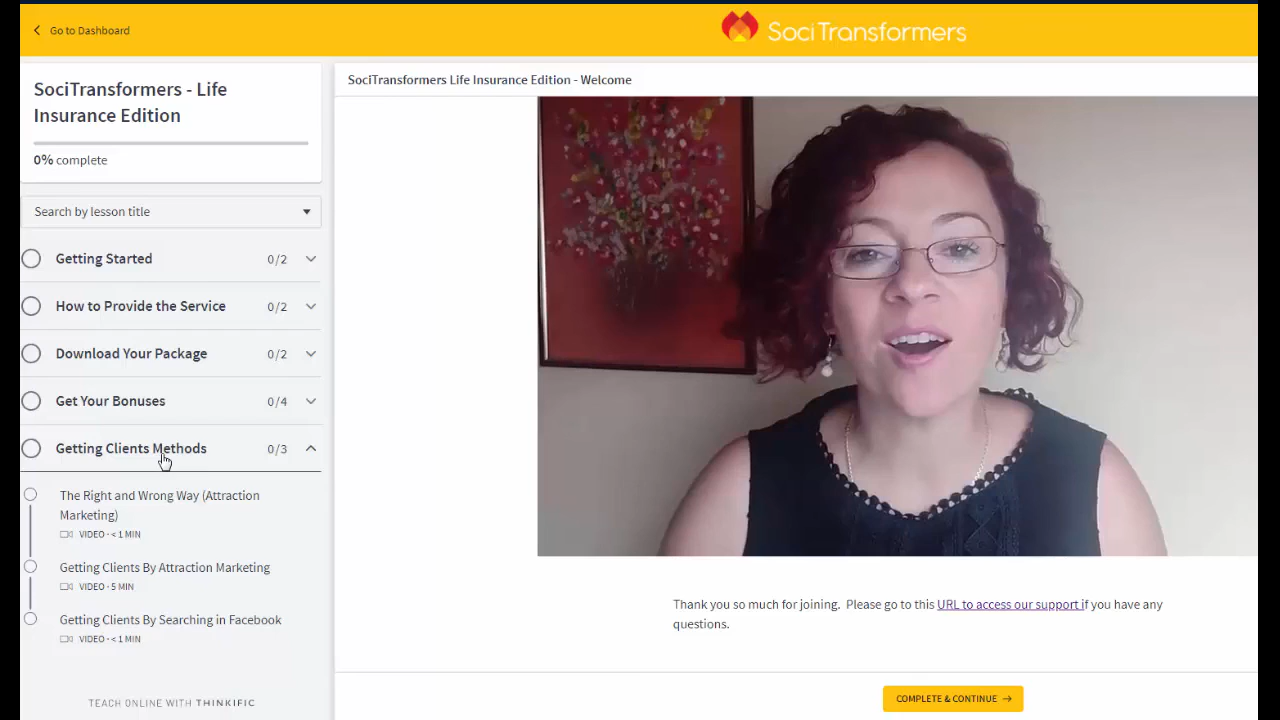 Go to Dashboard
SociTransformers
SociTransformers - Life
Insurance Edition
0% complete
Search by lesson title
Getting Started 0/2
How to Provide the Service 0/2
Download Your Package 0/2
Get Your Bonuses 0/4
Getting Clients Methods 0/3
The Right and Wrong Way (Attraction
Marketing)
VIDEO - < 1 MIN
Getting Clients By Attraction Marketing
VIDEO - 5 MIN
Getting Clients By Searching in Facebook
VIDEO - < 1 MIN
TEACH ONLINE WITH THINKIFIC
SociTransformers Life Insurance Edition - Welcome
Thank you so much for joining. Please go to this URL to access our support if you have any
questions.
COMPLETE & CONTINUE →